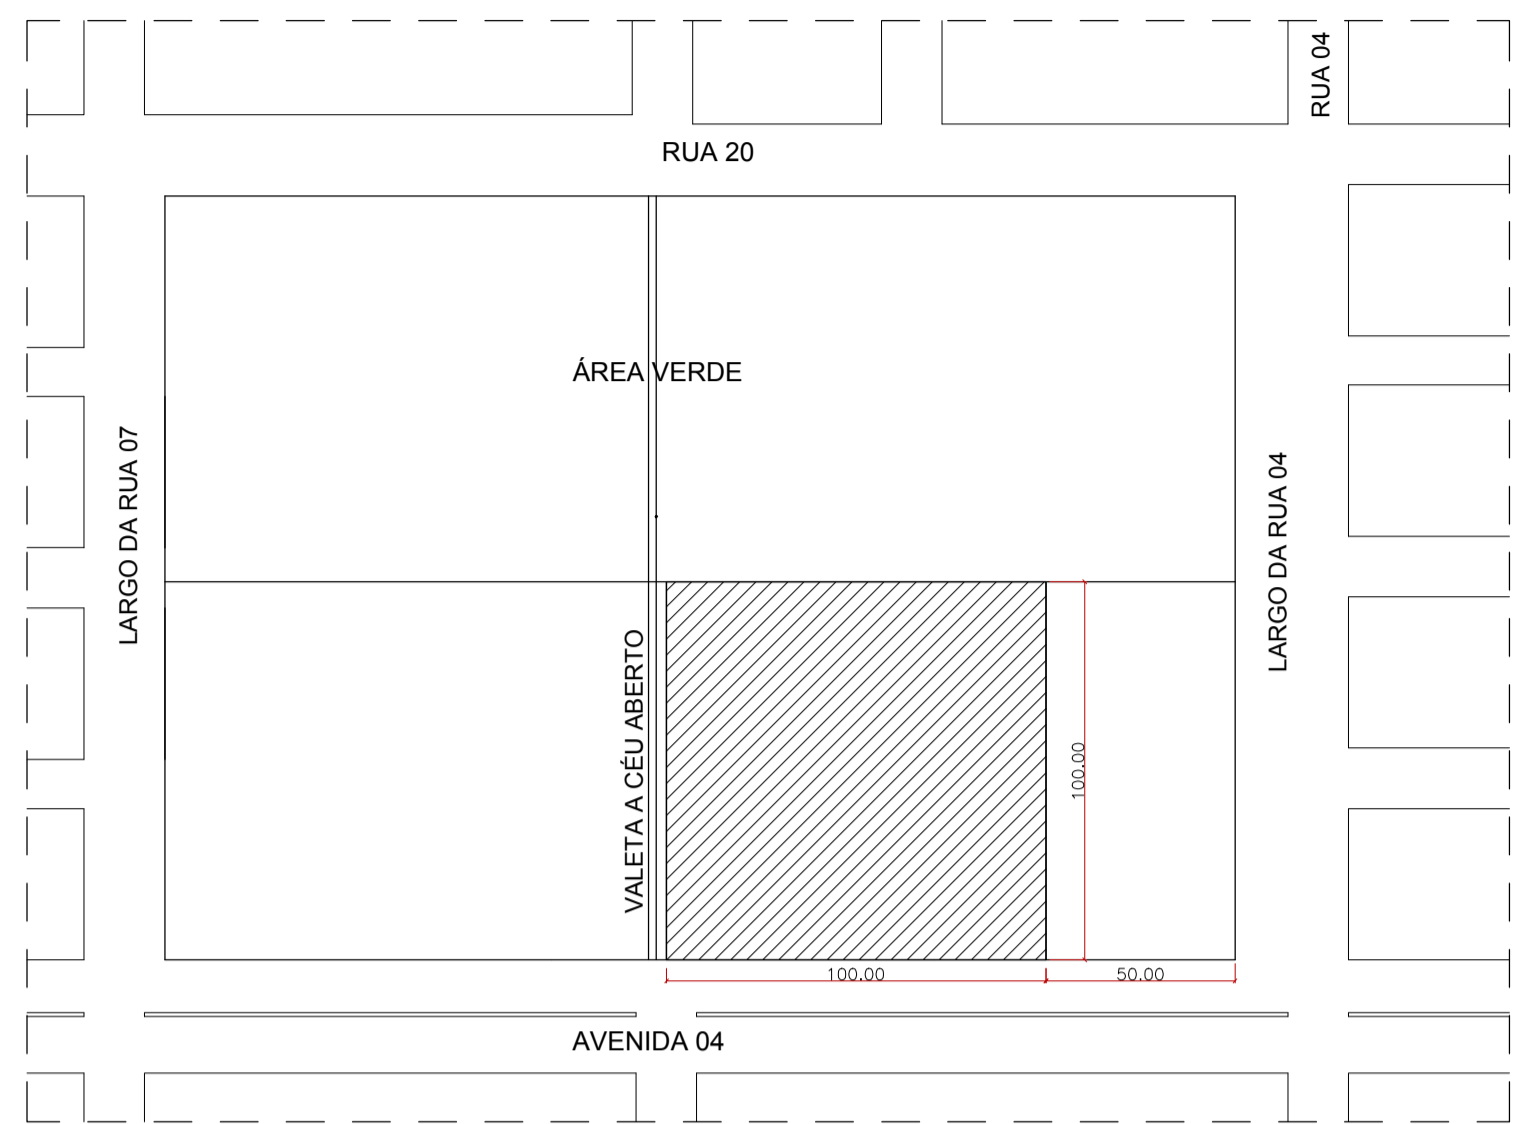 RUA 04
RUA 20
ÁREA VERDE
LARGO DA RUA 07
LARGO DA RUA 04
VALETA A CÉU ABERTO
100.00
100.00
50.00
AVENIDA 04